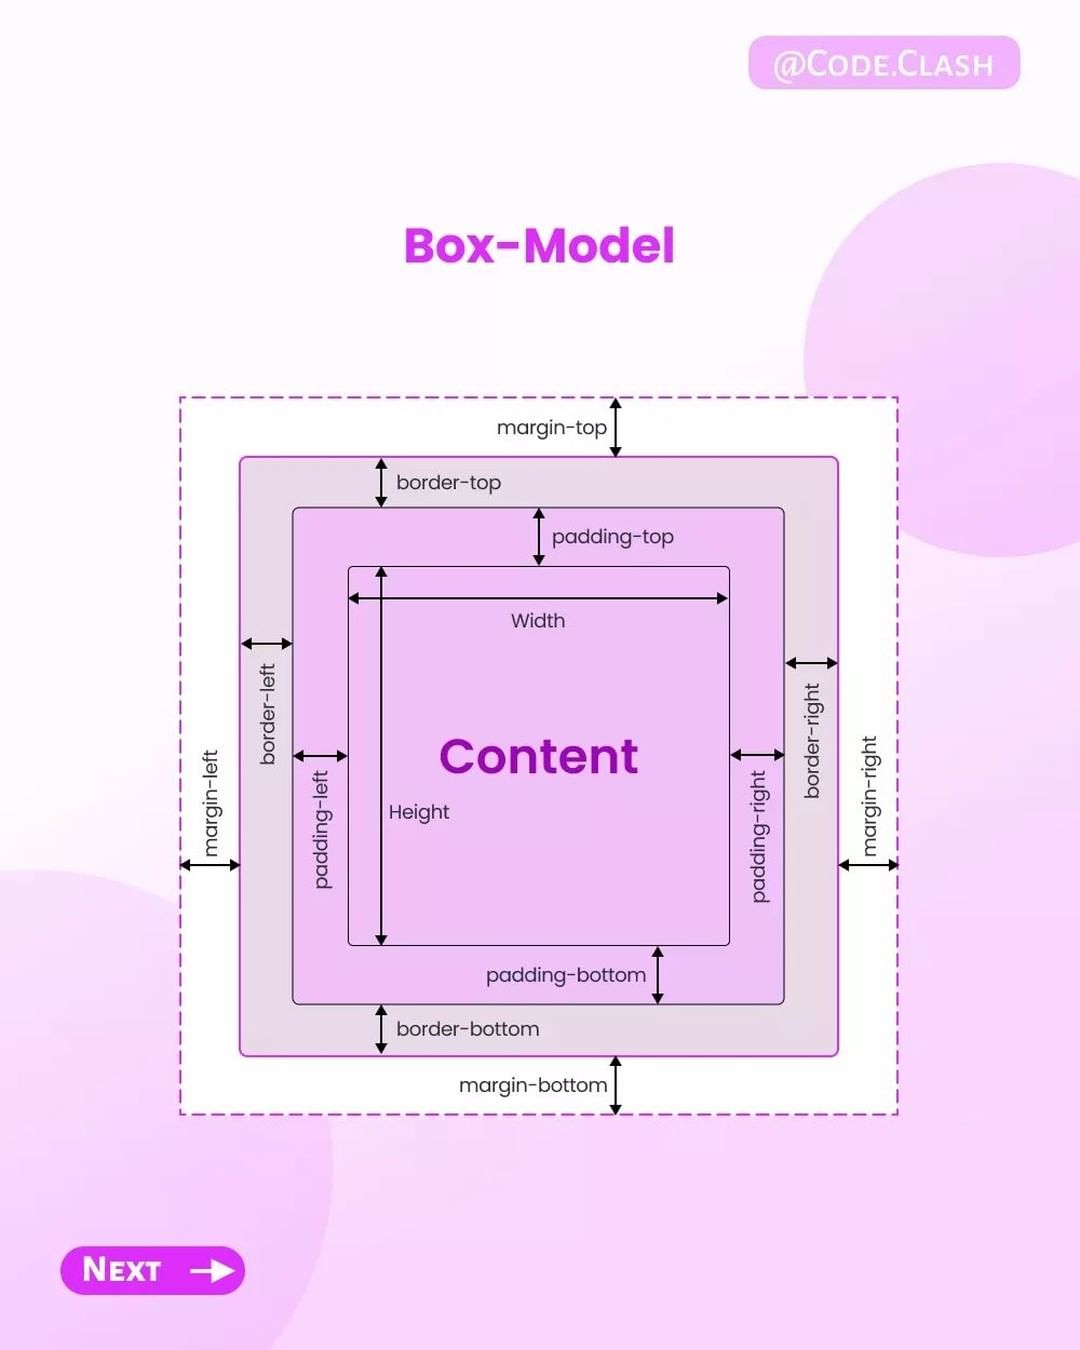 @Code.Clash
Box-Model
margin-top
border-top
padding-top
Width
border-left
border-right
margin-left
margin-right
Content
padding-left
Height
padding-right
padding-bottom
border-bottom
margin-bottom
Next